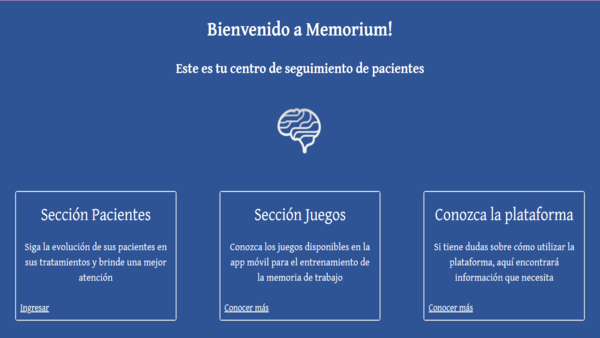 Bienvenido a Memorium!
Este es tu centro de seguimiento de pacientes
Sección Pacientes
Siga la evolución de sus pacientes en
sus tratamientos y brinde una mejor
atención
Ingresar
Sección Juegos
Conozca los juegos disponibles en la
app móvil para el entrenamiento de
la memoria de trabajo
Conocer más
Conozca la plataforma
Si tiene dudas sobre cómo utilizar la
plataforma, aquí encontrará
información que necesita
Conocer más